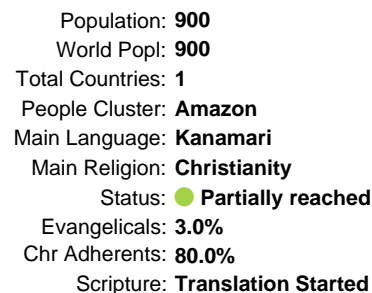 Population: 900
World Popl: 900
Total Countries: 1
People Cluster: Amazon
Main Language: Kanamari
Main Religion: Christianity
Status: Partially reached
Evangelicals: 3.0%
Chr Adherents: 80.0%
Scripture: Translation Started